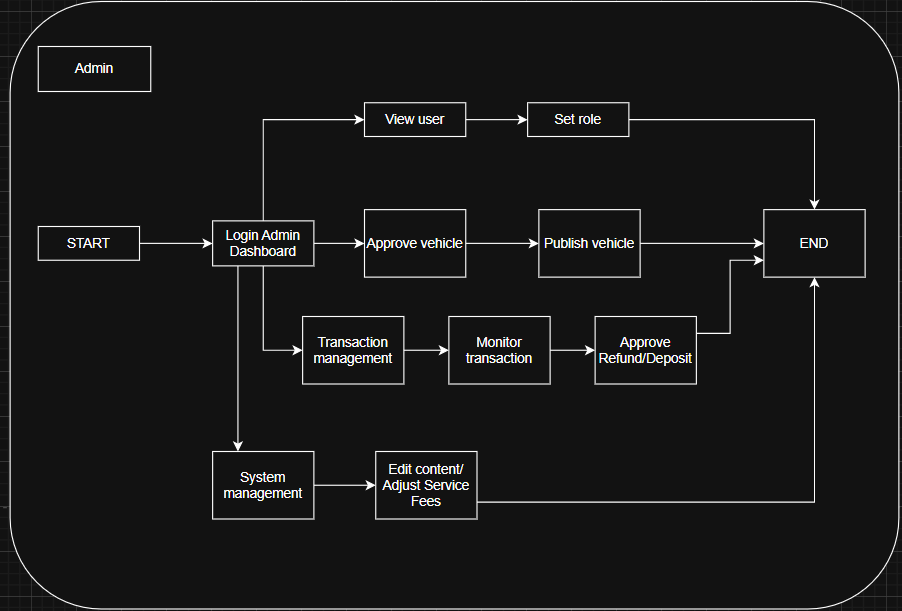 Admin
View user
Set role
START
Login Admin
Dashboard
Approve vehicle
Publish vehicle
END
Transaction
management
Monitor
transaction
Approve
Refund/Deposit
System
management
Edit content/
Adjust Service
Fees